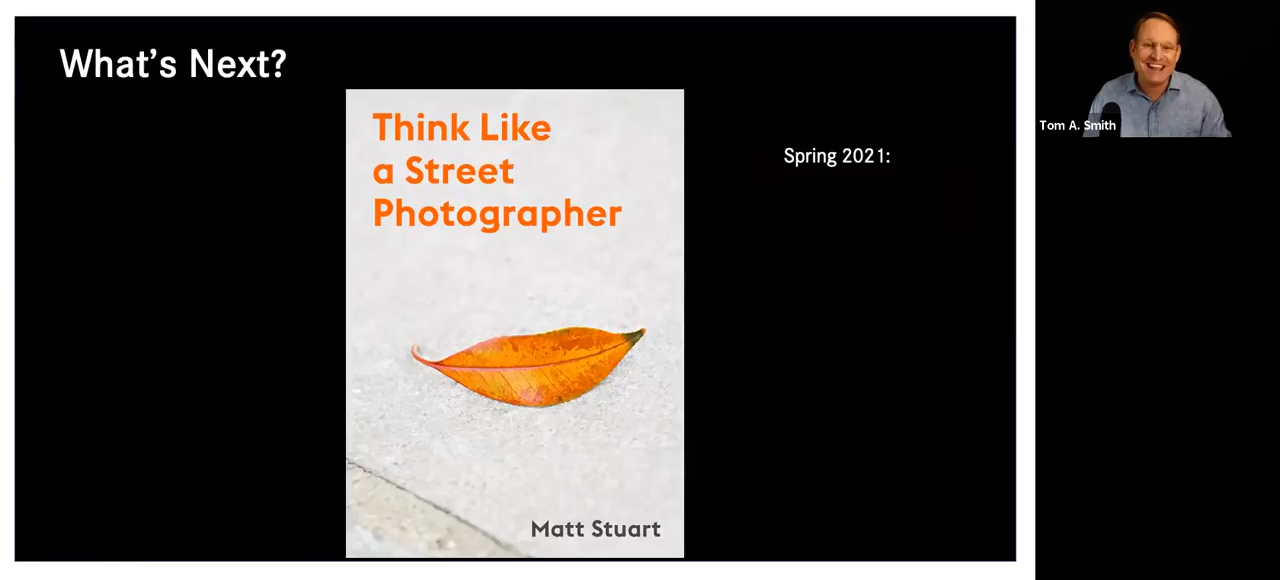 What's Next?
Think Like
a Street
Photographer
Matt Stuart
Spring 2021:
Tom A. Smith